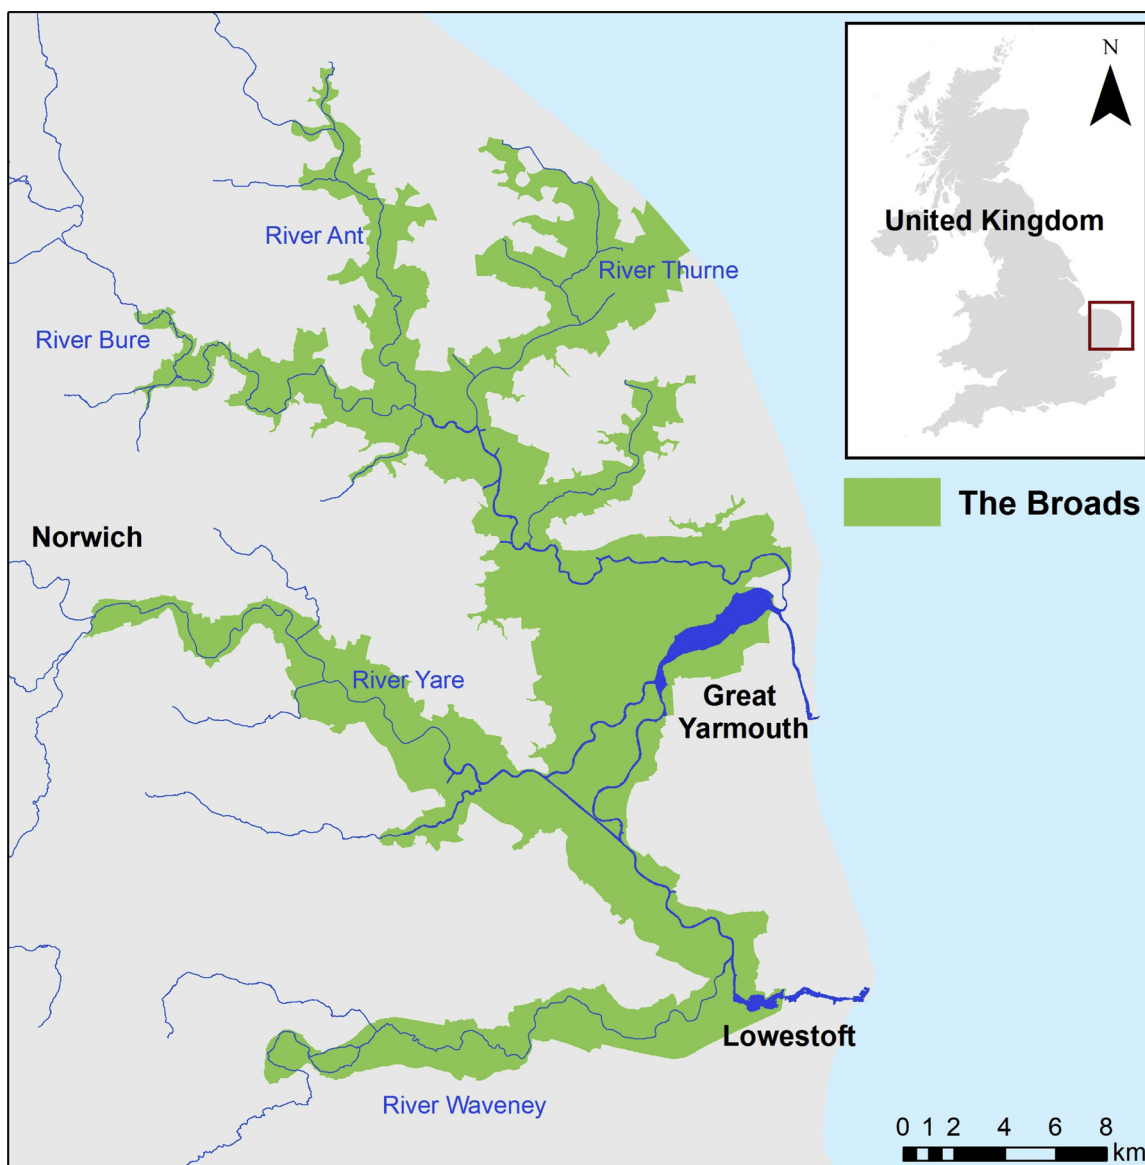 N
United Kingdom
The Broads
River Ant
River Thurne
River Bure
Norwich
River Yare
Great
Yarmouth
Lowestoft
River Waveney
0 1 2 4 6 8
km